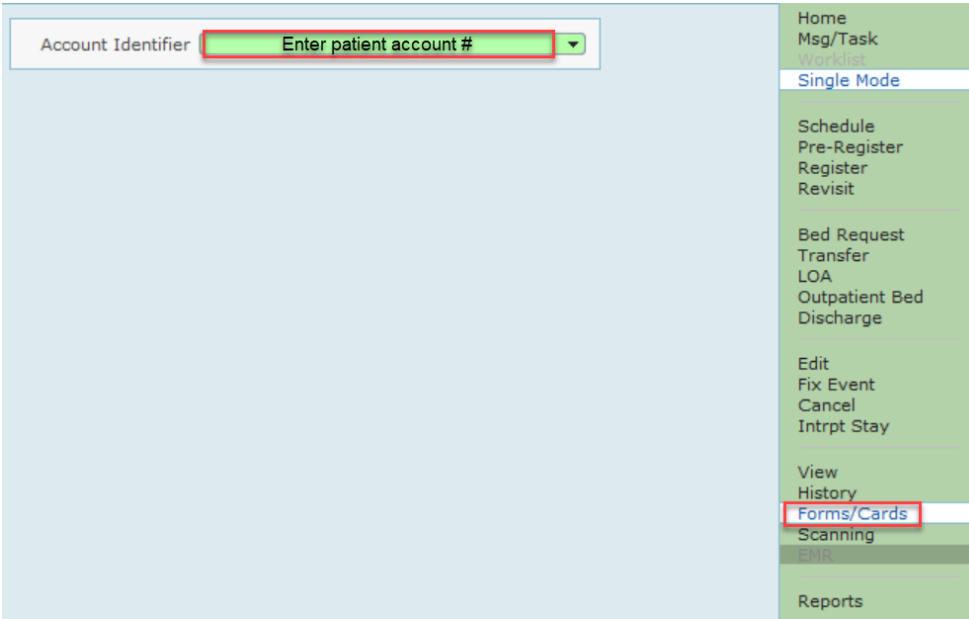 Account Identifier Enter patient account #
Home
Msg/Task
Worklist
Single Mode
Schedule
Pre-Register
Register
Revisit
Bed Request
Transfer
LOA
Outpatient Bed
Discharge
Edit
Fix Event
Cancel
Intrpt Stay
View
History
Forms/Cards
Scanning
EMR
Reports